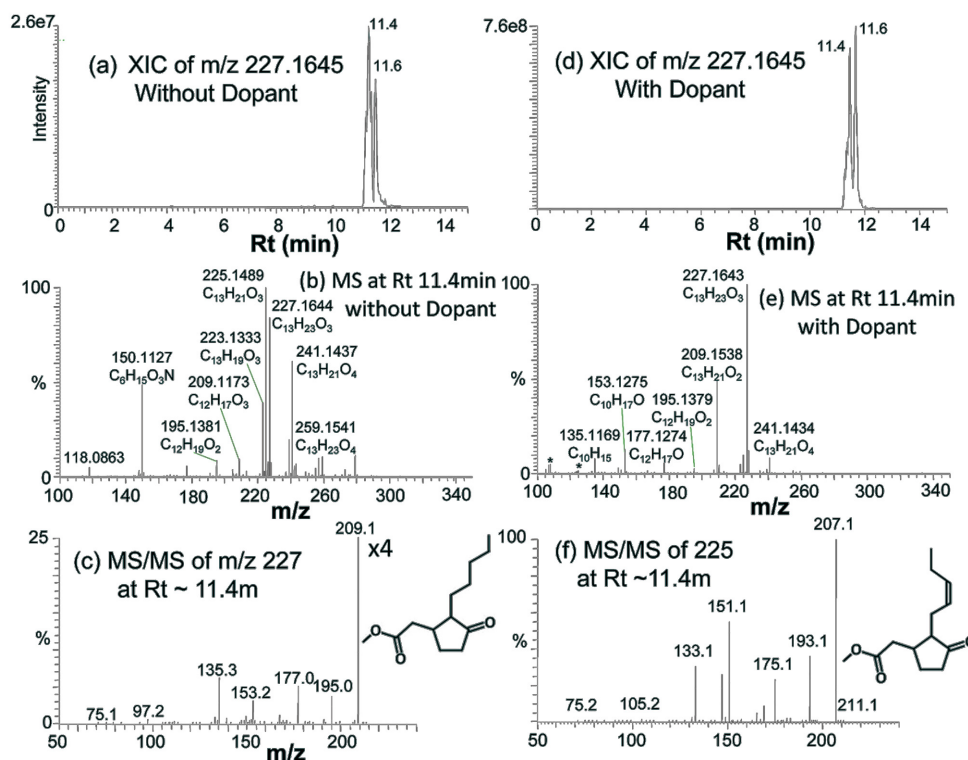 2.6e7
11.4
11.6
(a) XIC of m/z 227.1645
Without Dopant
Intensity
0
0 2 4 6 8 10 12 14
Rt (min)
7.6e8
11.6
11.4
(d) XIC of m/z 227.1645
With Dopant
0 2 4 6 8 10 12 14
Rt (min)
225.1489
C13H21O3
(b) MS at Rt 11.4min
without Dopant
100
227.1644
C13H23O3
223.1333
C13H19O3
241.1437
C13H21O4
150.1127
C6H15O3N
209.1173
C12H17O3
%
195.1381
C12H19O2
259.1541
C13H23O4
118.0863
0
100 140 180 220 260 300 340
m/z
227.1643
C13H23O3
(e) MS at Rt 11.4min
with Dopant
100
209.1538
C13H21O2
153.1275
C10H17O
195.1379
C12H19O2
%
135.1169
C10H15
177.1274
C12H17O
241.1434
C13H21O4
* *
0
100 140 180 220 260 300 340
m/z
209.1
25
x4
(c) MS/MS of m/z 227
at Rt ~ 11.4m
O
O
O
%
135.3
153.2
177.0
195.0
75.1
97.2
0
50 100 150 200
m/z
207.1
100
(f) MS/MS of 225
at Rt ~11.4m
151.1
133.1
193.1
175.1
%
75.2
105.2
211.1
O
O
O
50 100 150 200